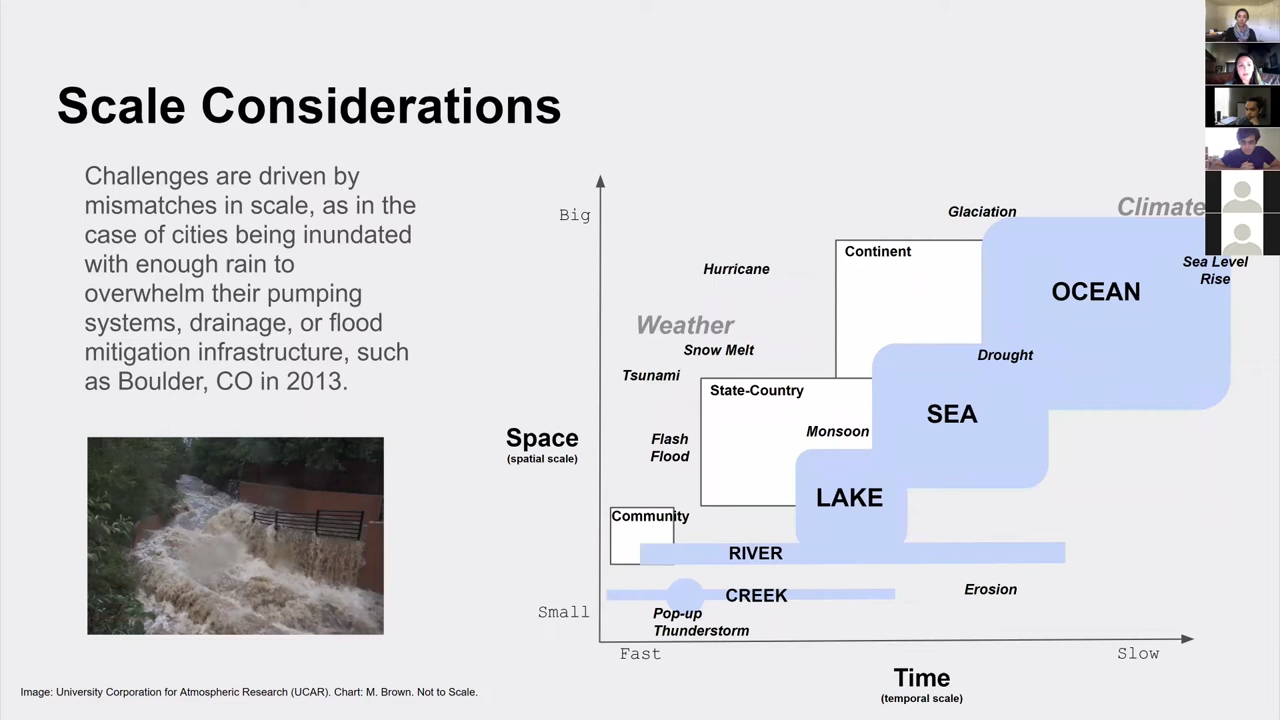 Scale Considerations
Challenges are driven by
mismatches in scale, as in the
case of cities being inundated
with enough rain to
overwhelm their pumping
systems, drainage, or flood
mitigation infrastructure, such
as Boulder, CO in 2013.
Big
Small
Space
(spatial scale)
Fast
Slow
Time
(temporal scale)
Glaciation
Climate
Continent
Hurricane
OCEAN
Sea Level
Rise
Weather
Snow Melt
Drought
Tsunami
State-Country
SEA
Monsoon
Flash
Flood
LAKE
Community
RIVER
CREEK
Erosion
Pop-up
Thunderstorm
Image: University Corporation for Atmospheric Research (UCAR). Chart: M. Brown. Not to Scale.